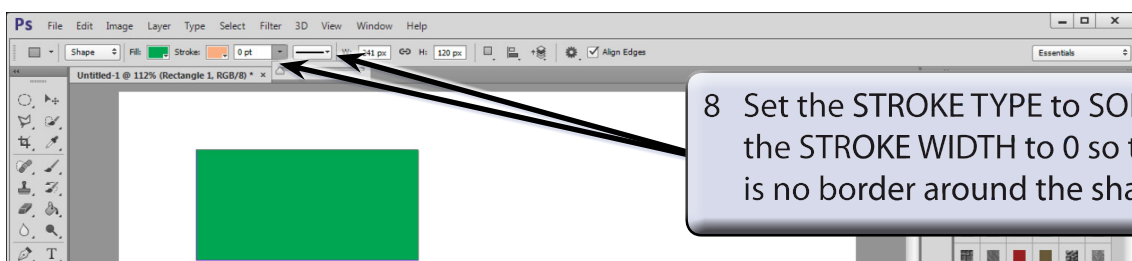 Ps File Edit Image Layer Type Select Filter 3D View Window Help
Shape Fill: Stroke: 0 pt W: 241 px H: 120 px Align Edges Essentials
Untitled-1 @ 112% (Rectangle 1, RGB/8) * ×
8 Set the STROKE TYPE to SOL
the STROKE WIDTH to 0 so t
is no border around the sha
T